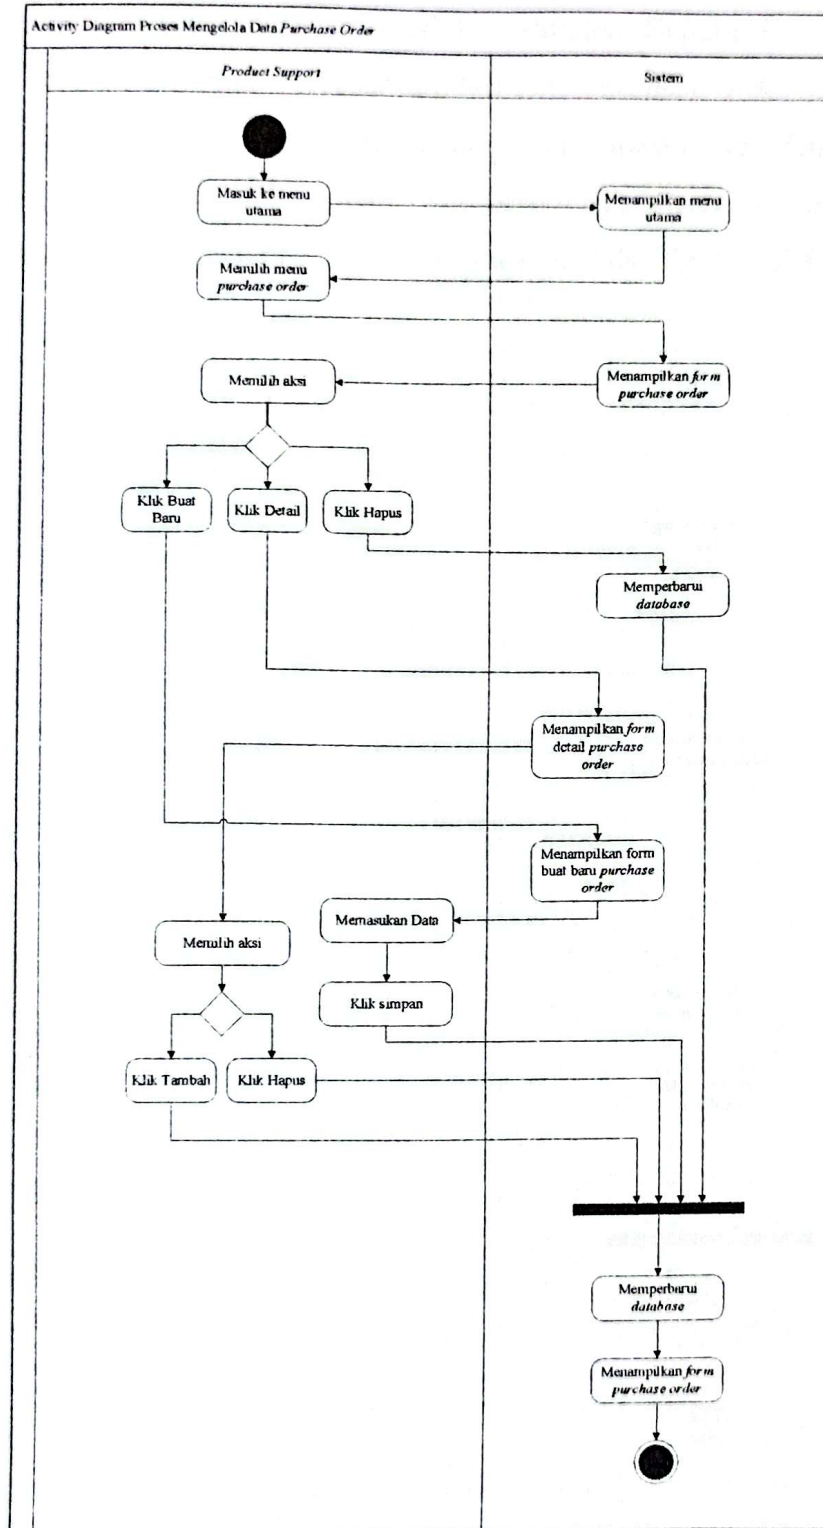 Activity Diagram Proses Mengelola Data Purchase Order
Product Support
Sistem
Masuk ke menu
utama
Menampilkan menu
utama
Memilih menu
purchase order
Memilih aksi
Menampilkan form
purchase order
Klik Buat
Baru
Klik Detail
Klik Hapus
Memperbarui
database
Menampilkan form
detail purchase
order
Menampilkan form
buat baru purchase
order
Memasukan Data
Memilih aksi
Klik simpan
Klik Tambah
Klik Hapus
Memperbarui
database
Menampilkan form
purchase order